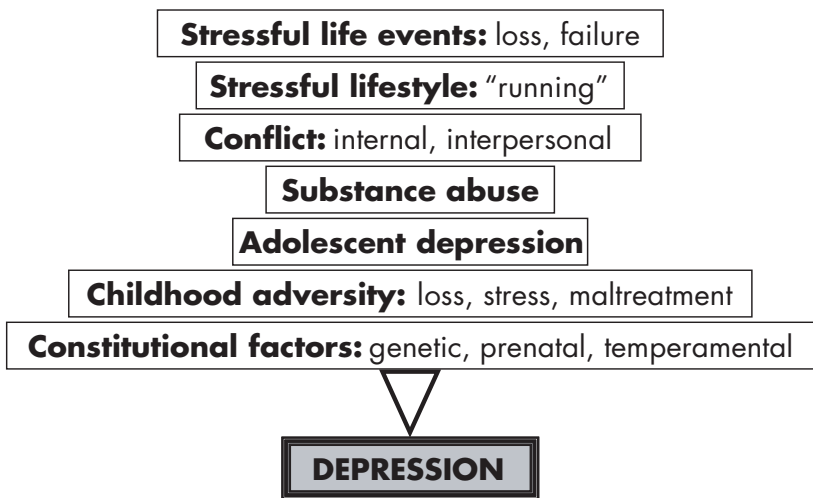 Stressful life events: loss, failure
Stressful lifestyle: “running”
Conflict: internal, interpersonal
Substance abuse
Adolescent depression
Childhood adversity: loss, stress, maltreatment
Constitutional factors: genetic, prenatal, temperamental
DEPRESSION